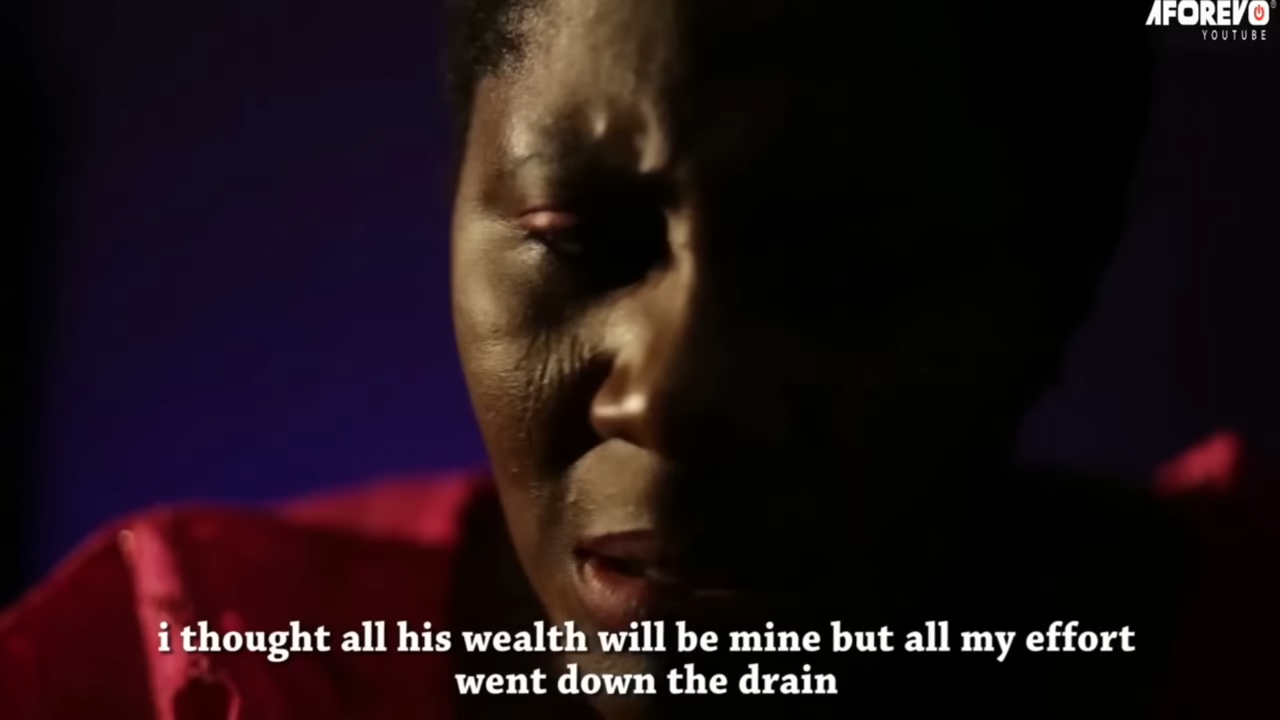 AFOREVO
YOUTUBE
i thought all his wealth will be mine but all my effort
went down the drain